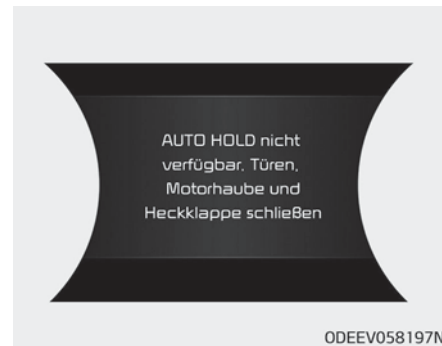 AUTO HOLD nicht
verfügbar. Türen,
Motorhaube und
Heckklappe schließen
ODEEV058197N